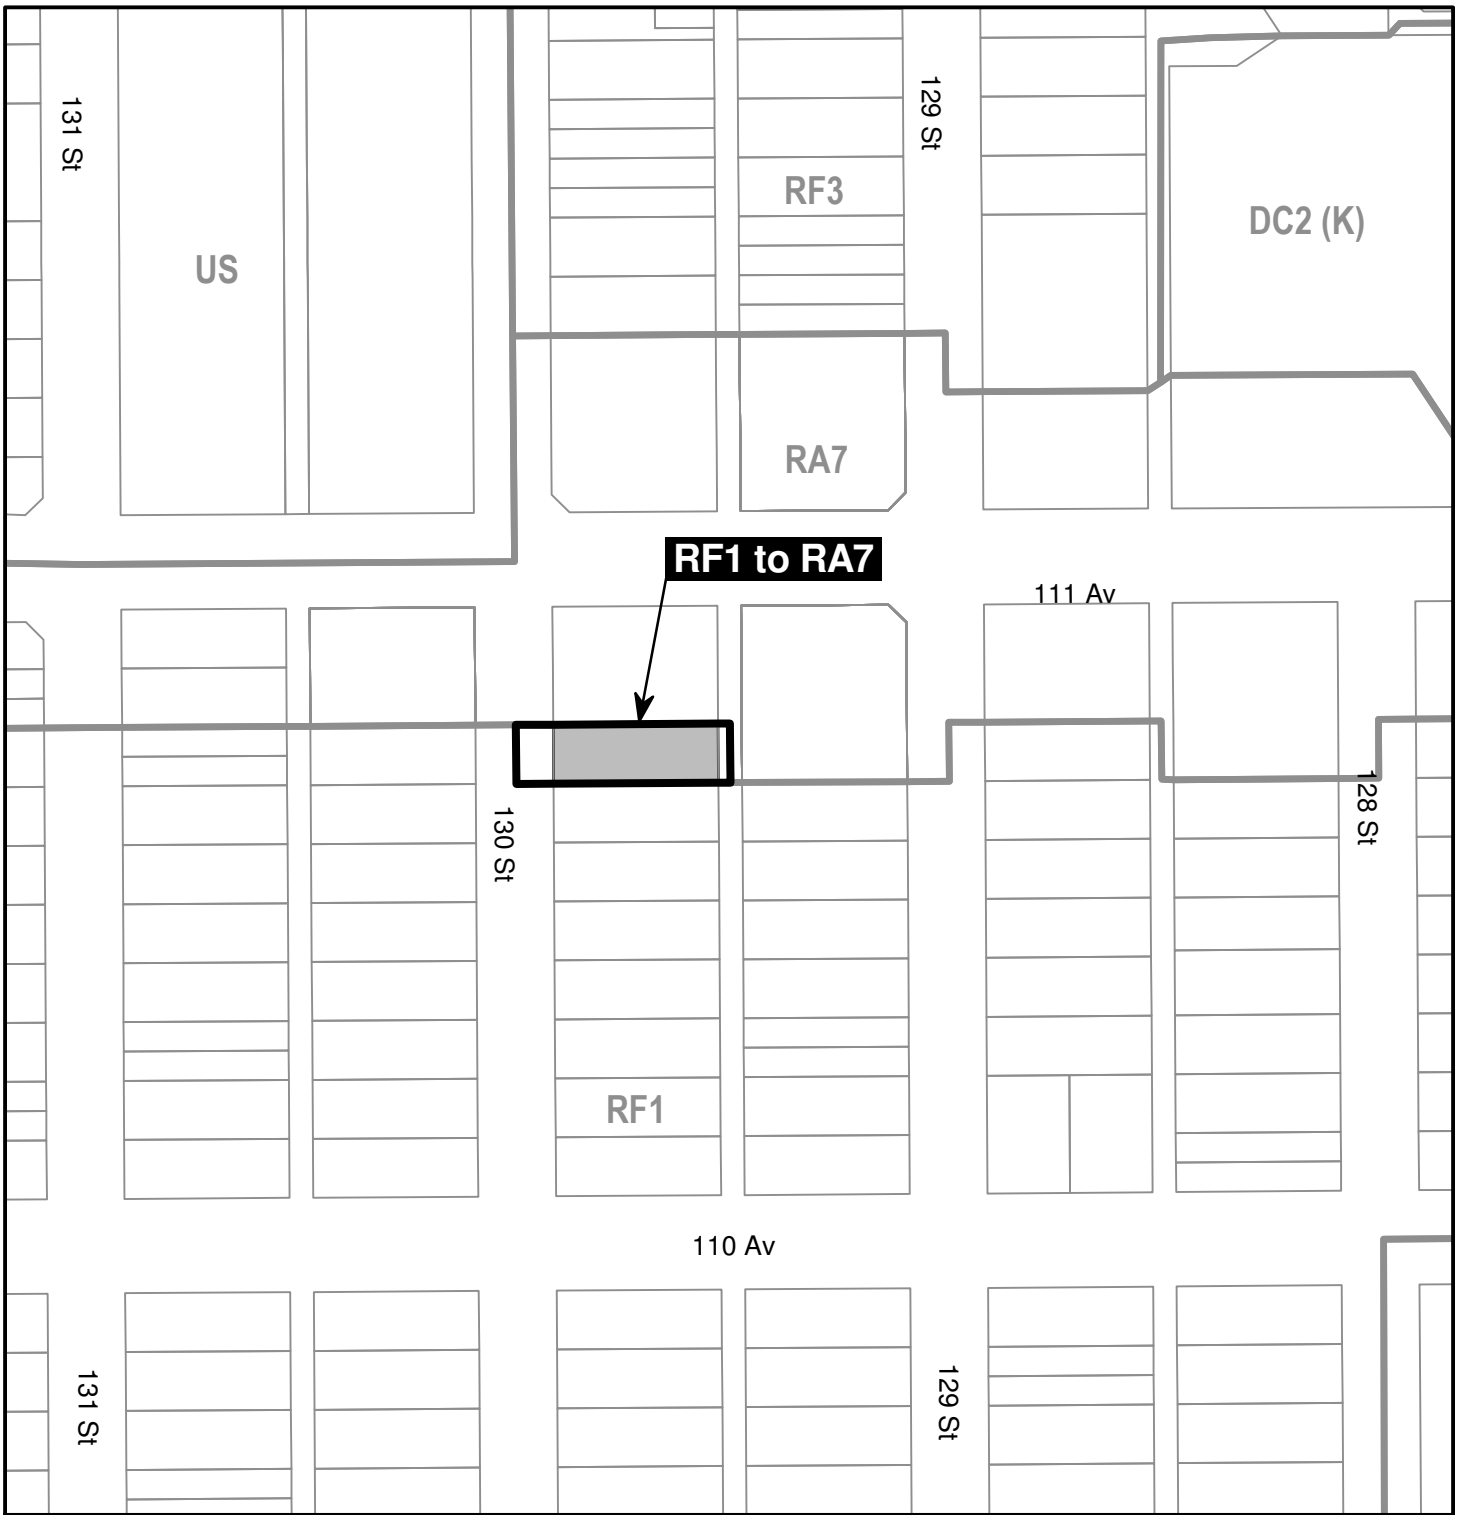 131 St
129 St
RF3
DC2 (K)
US
RA7
RF1 to RA7
111 Av
128 St
130 St
RF1
110 Av
131 St
129 St